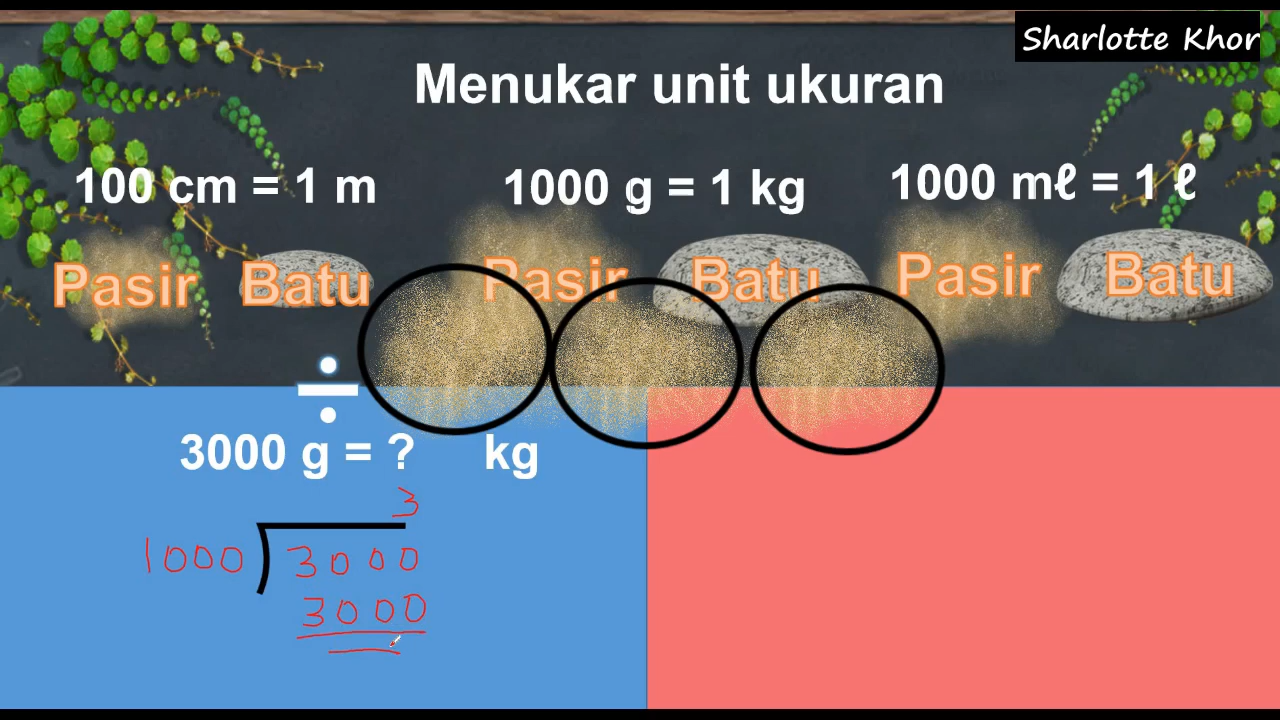 Sharlotte Khor
Menukar unit ukuran
100 cm = 1 m
1000 g = 1 kg
1000 mℓ = 1 ℓ
Pasir Batu
Pasir Batu
Pasir Batu
÷
3000 g = ? kg
3
1000 3000
3000